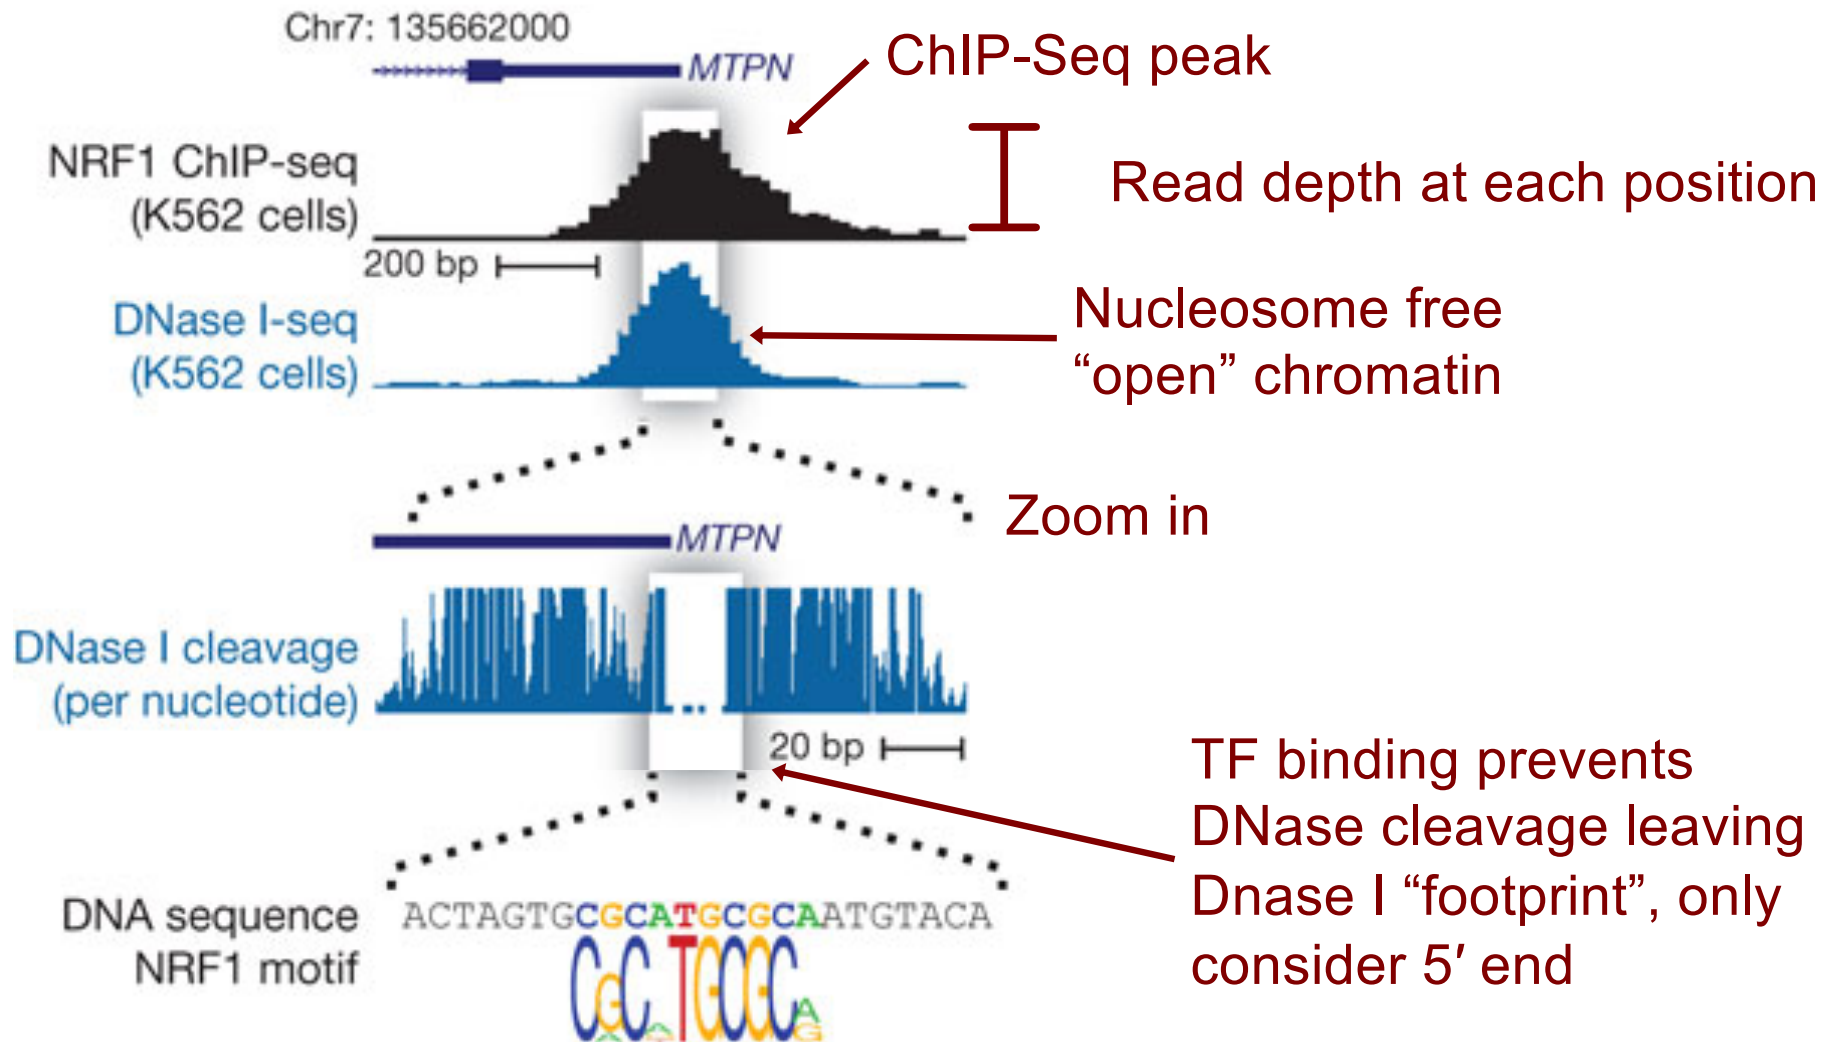 Chr7: 135662000
MTPN
ChIP-Seq peak
NRF1 ChIP-seq
(K562 cells)
Read depth at each position
200 bp
DNase I-seq
(K562 cells)
Nucleosome free
“open” chromatin
Zoom in
MTPN
DNase I cleavage
(per nucleotide)
20 bp
TF binding prevents
DNase cleavage leaving
Dnase I “footprint”, only
consider 5′ end
DNA sequence
ACTAGTGCGCATGCGCAATGTACA
NRF1 motif
CGC TGCGCA
G